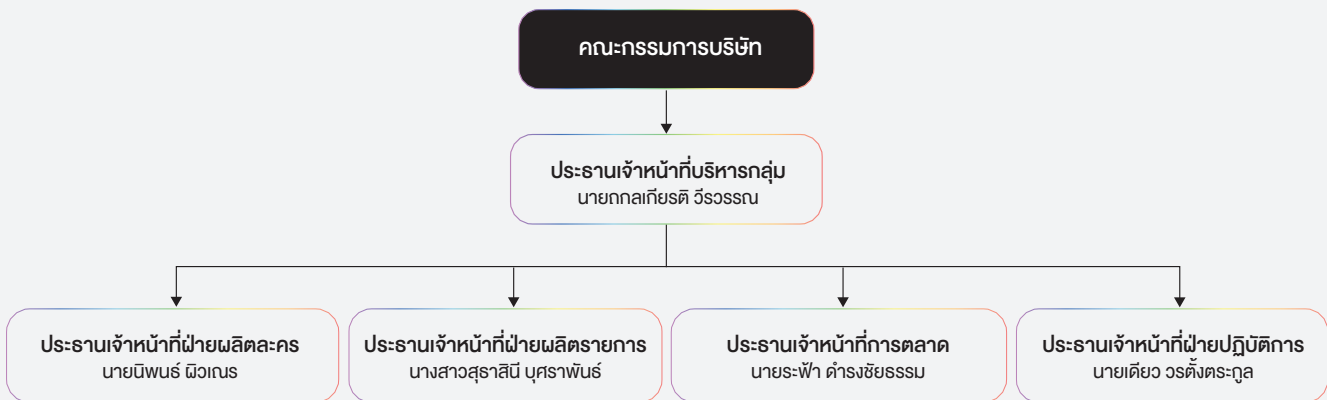 คณะกรรมการบริษัท
ประธานเจ้าหน้าที่บริหารกลุ่ม
นายถกลเกียรติ วีรวรรณ
ประธานเจ้าหน้าที่ฝ่ายผลิตละคร
นายนิพนธ์ ผิวเณร
ประธานเจ้าหน้าที่ฝ่ายผลิตรายการ
นางสาวสุธาสินี บุศราพันธ์
ประธานเจ้าหน้าที่การตลาด
นายระฟ้า ดำรงชัยธรรม
ประธานเจ้าหน้าที่ฝ่ายปฏิบัติการ
นายเดียว วรตั้งตระกูล